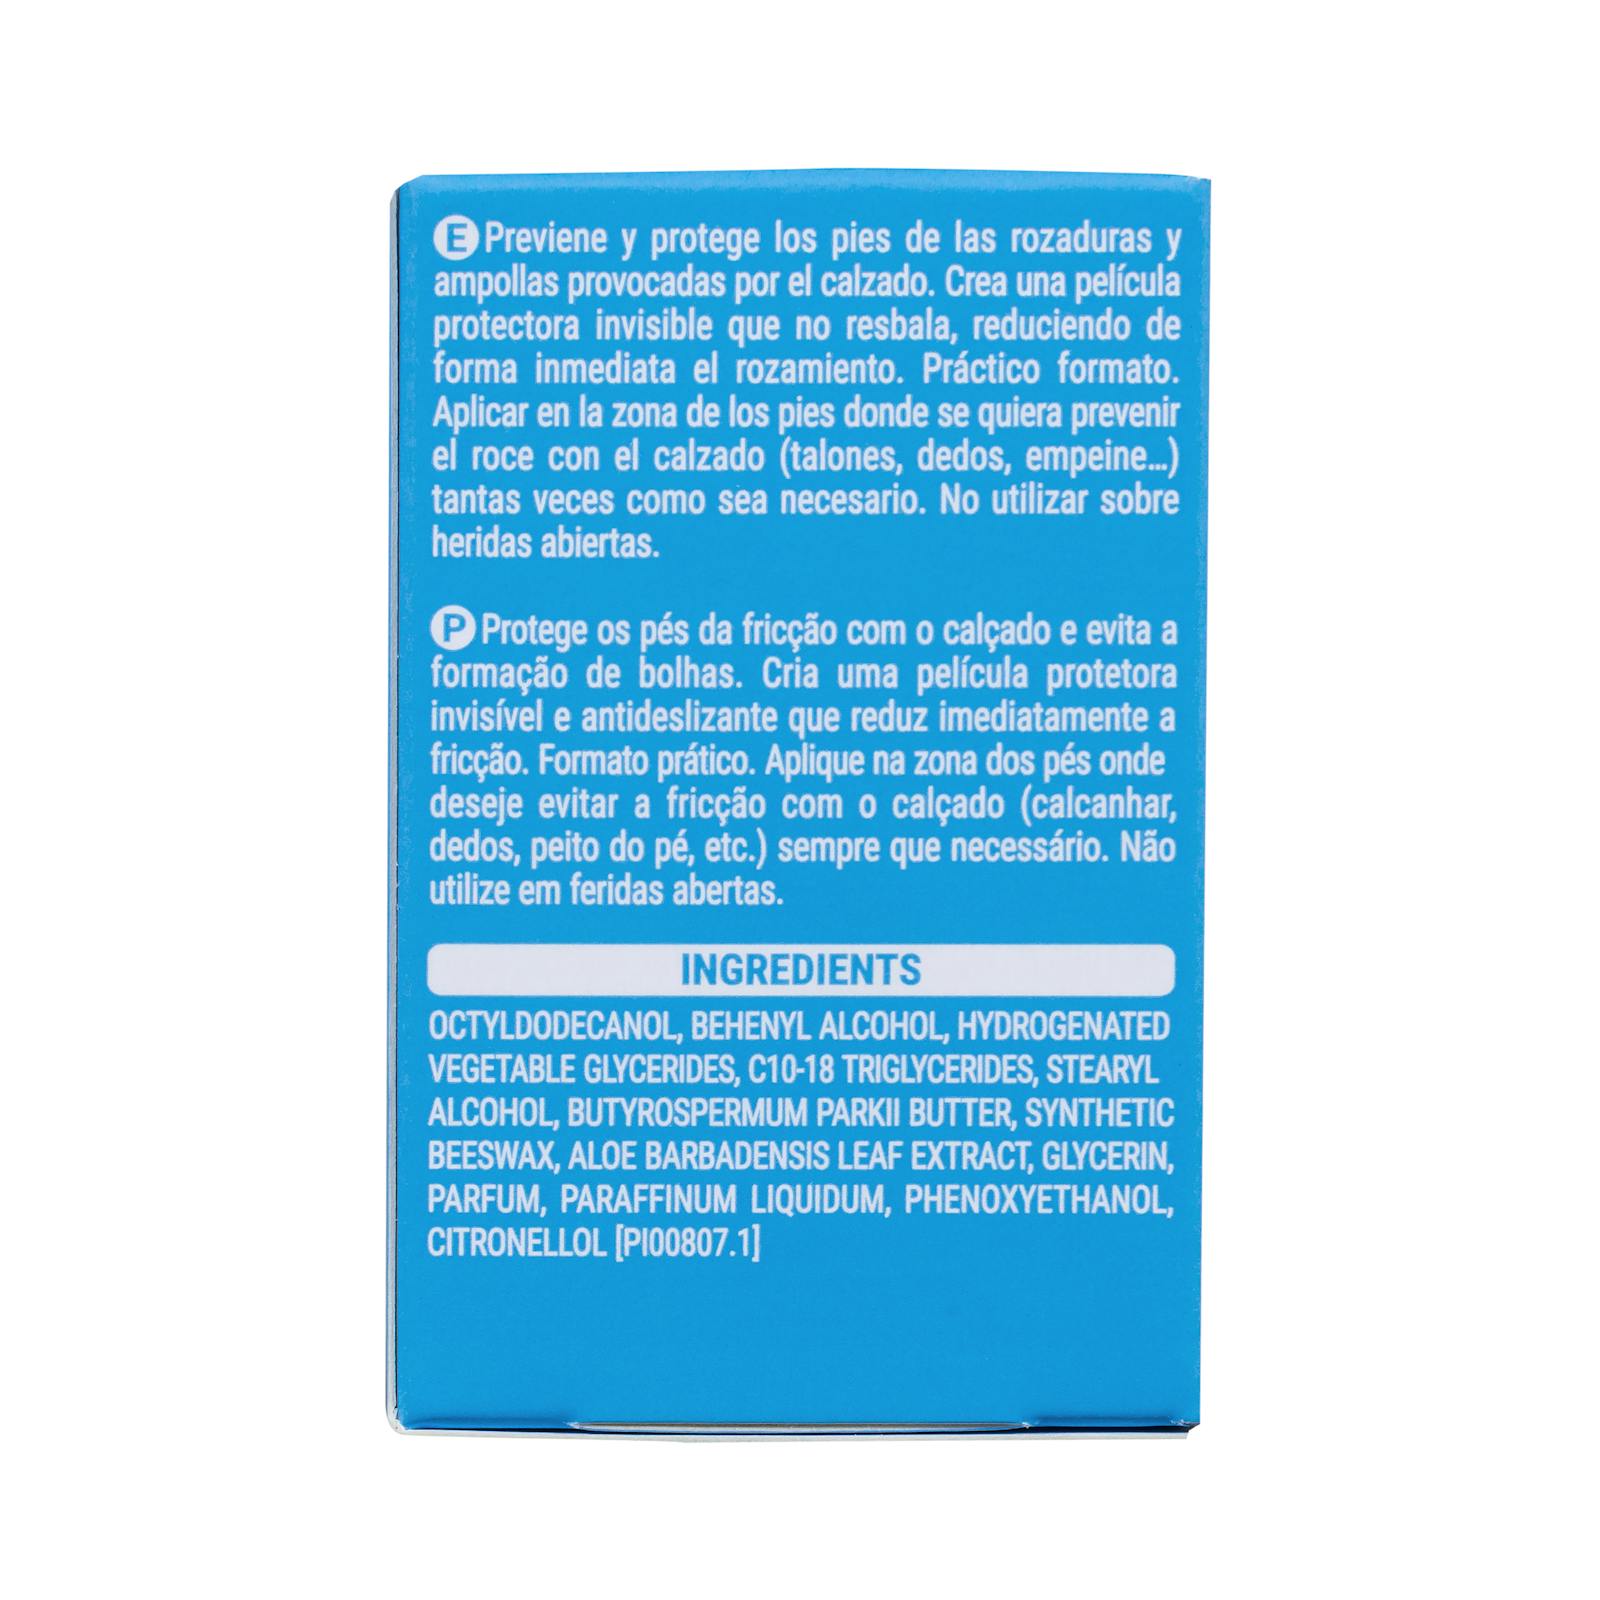 E Previene y protege los pies de las rozaduras y
ampollas provocadas por el calzado. Crea una película
protectora invisible que no resbala, reduciendo de
forma inmediata el rozamiento. Práctico formato.
Aplicar en la zona de los pies donde se quiera prevenir
el roce con el calzado (talones, dedos, empeine...)
tantas veces como sea necesario. No utilizar sobre
heridas abiertas.
P Protege os pés da fricção com o calçado e evita a
formação de bolhas. Cria uma película protetora
invisível e antideslizante que reduz imediatamente a
fricção. Formato prático. Aplique na zona dos pés onde
deseje evitar a fricção com o calçado (calcanhar,
dedos, peito do pé, etc.) sempre que necessário. Não
utilize em feridas abertas.
INGREDIENTS
OCTYLDODECANOL, BEHENYL ALCOHOL, HYDROGENATED
VEGETABLE GLYCERIDES, C10-18 TRIGLYCERIDES, STEARYL
ALCOHOL, BUTYROSPERMUM PARKII BUTTER, SYNTHETIC
BEESWAX, ALOE BARBADENSIS LEAF EXTRACT, GLYCERIN,
PARFUM, PARAFFINUM LIQUIDUM, PHENOXYETHANOL,
CITRONELLOL [PI00807.1]